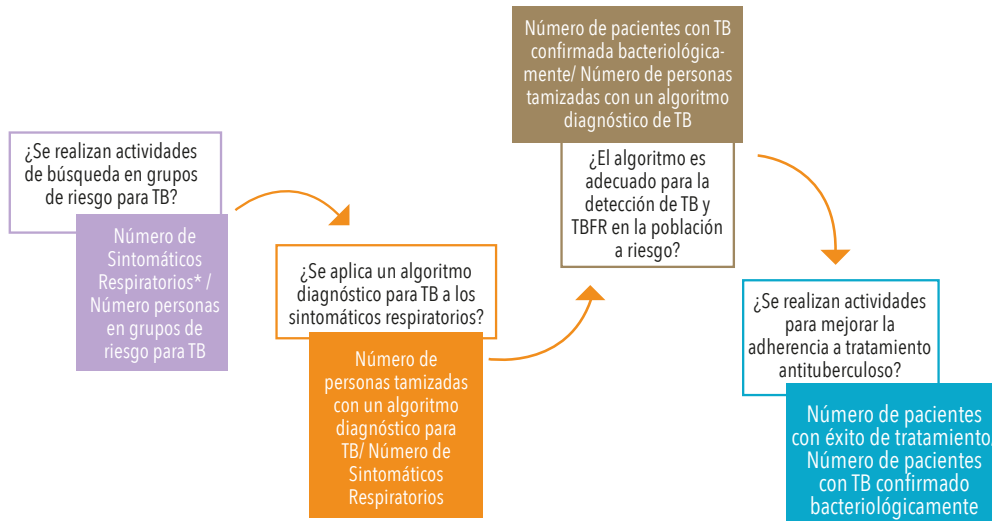 ¿Se realizan actividades
de búsqueda en grupos
de riesgo para TB?
Número de
Sintomáticos
Respiratorios* /
Número personas
en grupos de
riesgo para TB
¿Se aplica un algoritmo
diagnóstico para TB a los
sintomáticos respiratorios?
Número de
personas tamizadas
con un algoritmo
diagnóstico para
TB/ Número de
Sintomáticos
Respiratorios
Número de pacientes con TB
confirmada bacteriológica-
mente/ Número de personas
tamizadas con un algoritmo
diagnóstico de TB
¿El algoritmo es
adecuado para la
detección de TB y
TBFR en la población
a riesgo?
¿Se realizan actividades
para mejorar la
adherencia a tratamiento
antituberculoso?
Número de pacientes
con éxito de tratamiento/
Número de pacientes
con TB confirmado
bacteriológicamente